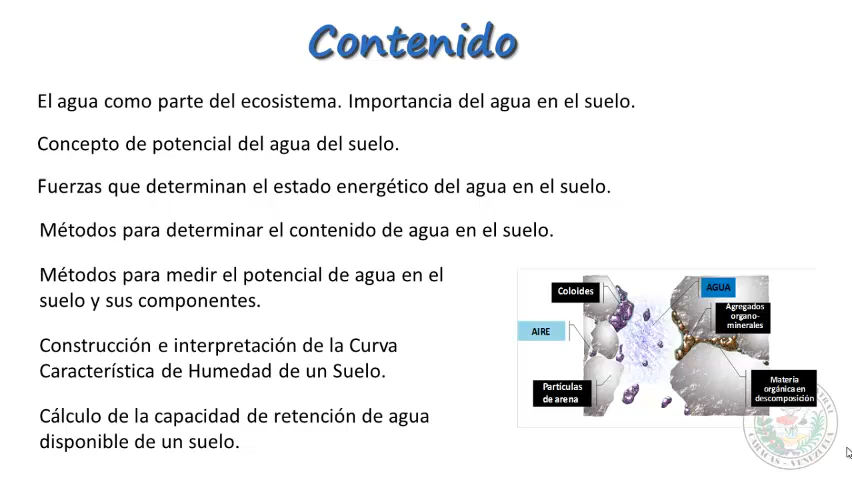 Contenido
El agua como parte del ecosistema. Importancia del agua en el suelo.
Concepto de potencial del agua del suelo.
Fuerzas que determinan el estado energético del agua en el suelo.
Métodos para determinar el contenido de agua en el suelo.
Métodos para medir el potencial de agua en el
suelo y sus componentes.
Construcción e interpretación de la Curva
Característica de Humedad de un Suelo.
Cálculo de la capacidad de retención de agua
disponible de un suelo.
Coloides
AGUA
Agregados
organo-
minerales
AIRE
Partículas
de arena
Materia
orgánica en
descomposición
CARACAS - VENEZUELA